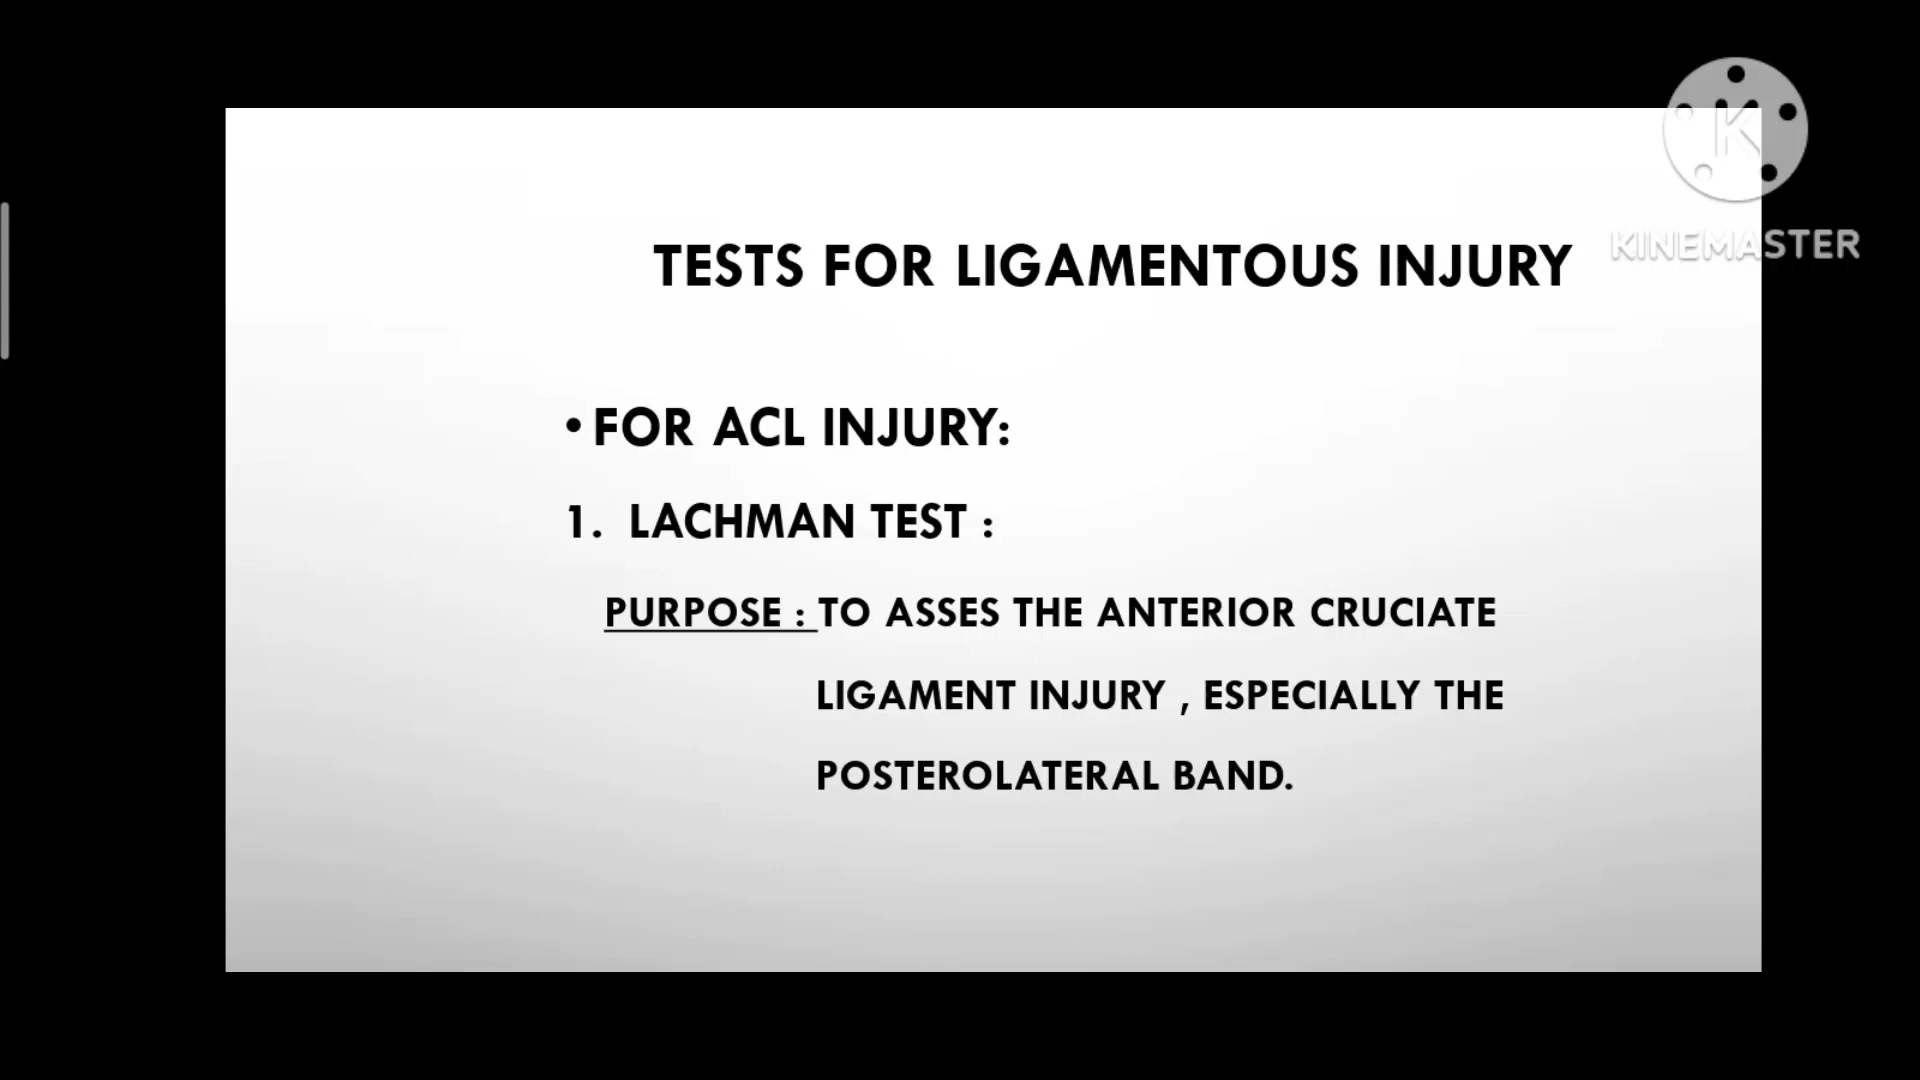 KINEMASTER
TESTS FOR LIGAMENTOUS INJURY
• FOR ACL INJURY:
1. LACHMAN TEST :
PURPOSE : TO ASSES THE ANTERIOR CRUCIATE
LIGAMENT INJURY , ESPECIALLY THE
POSTEROLATERAL BAND.